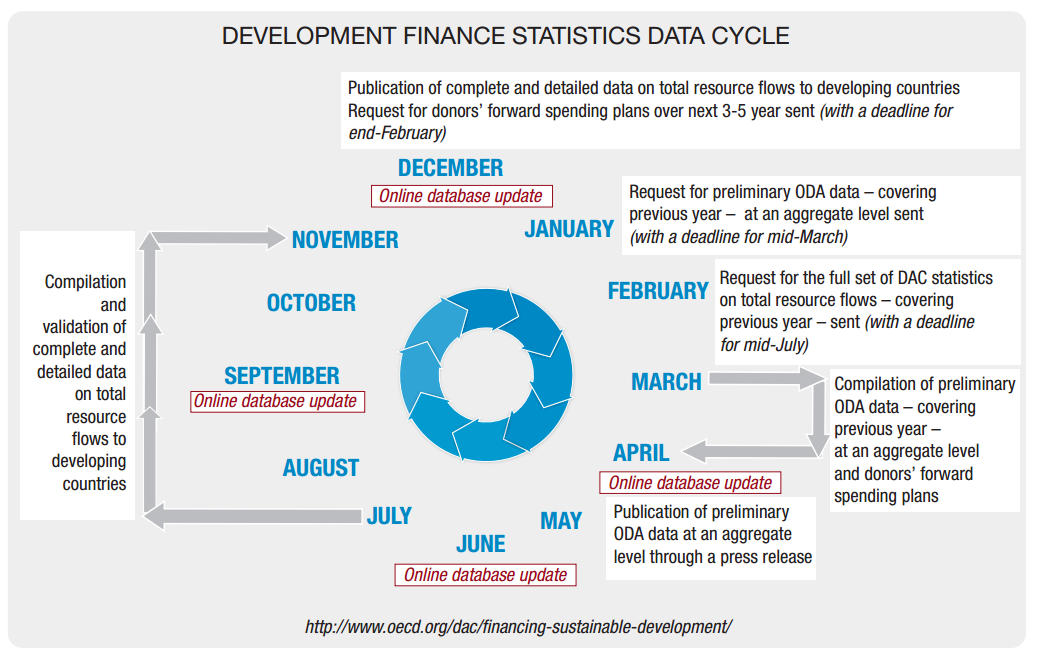 DEVELOPMENT FINANCE STATISTICS DATA CYCLE
Publication of complete and detailed data on total resource flows to developing countries
Request for donors’ forward spending plans over next 3-5 year sent (with a deadline for
end-February)
DECEMBER
Online database update
JANUARY
Request for preliminary ODA data – covering
previous year – at an aggregate level sent
(with a deadline for mid-March)
FEBRUARY
Request for the full set of DAC statistics
on total resource flows – covering
previous year – sent (with a deadline
for mid-July)
MARCH
Compilation of preliminary
ODA data – covering
previous year –
at an aggregate level
and donors’ forward
spending plans
APRIL
Online database update
Publication of preliminary
ODA data at an aggregate
level through a press release
MAY
JUNE
Online database update
JULY
Compilation
and
validation of
complete and
detailed data
on total
resource
flows to
developing
countries
AUGUST
SEPTEMBER
Online database update
OCTOBER
NOVEMBER
http://www.oecd.org/dac/financing-sustainable-development/